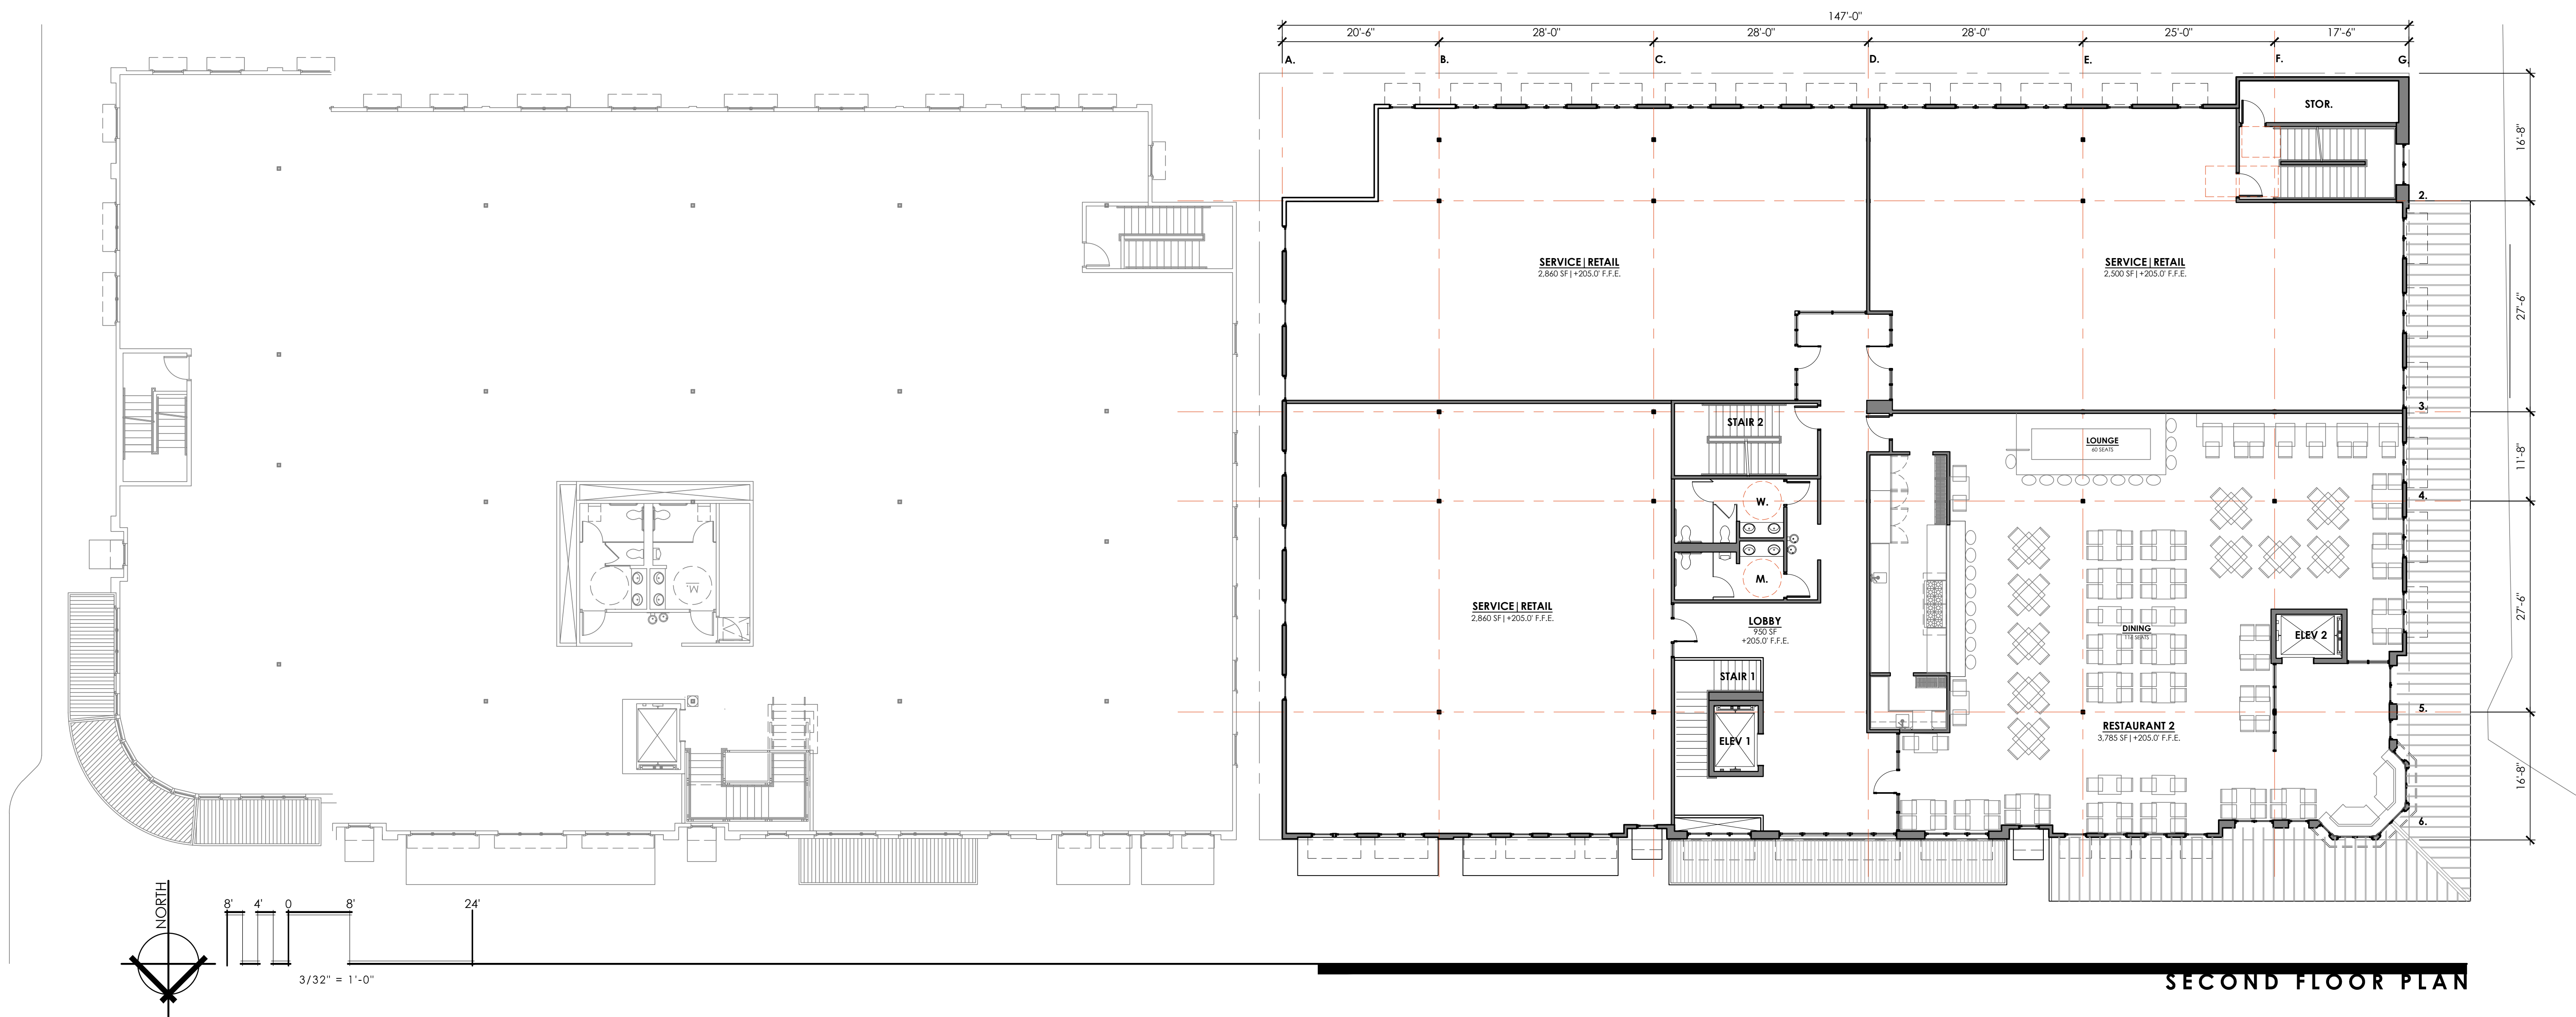 147'-0"
20'-6" 28'-0" 28'-0" 28'-0" 25'-0" 17'-6"
A. B. C. D. E. F. G.
STOR.
16'-8"
2.
SERVICE|RETAIL
2,860 SF|+205.0' F.F.E.
SERVICE|RETAIL
2,500 SF|+205.0' F.F.E.
27'-6"
3.
STAIR 2
LOUNGE
60 SEATS
11'-8"
4.
W.
M.
M.
SERVICE|RETAIL
2,860 SF|+205.0' F.F.E.
LOBBY
950 SF
+205.0' F.F.E.
DINING
SEATS
ELEV 2
27'-6"
STAIR 1
5.
ELEV 1
RESTAURANT 2
3,785 SF|+205.0' F.F.E.
16'-8"
6.
NORTH
8' 4' 0 8' 24'
3/32" = 1'-0"
SECOND FLOOR PLAN